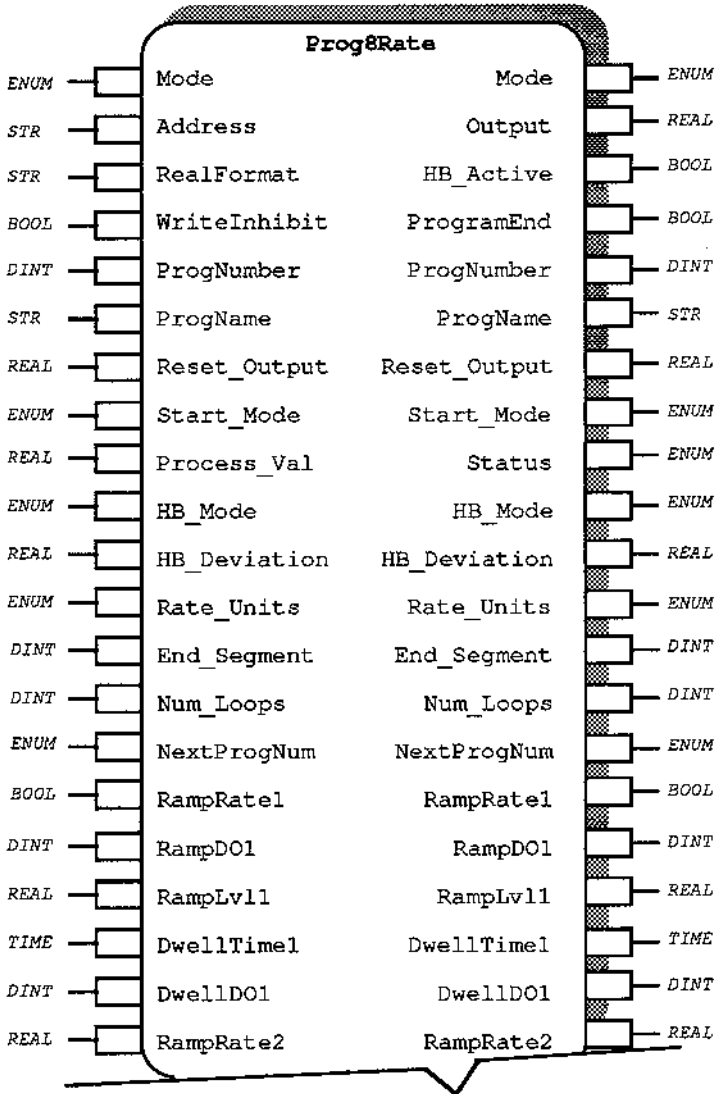 Prog8Rate
ENUM Mode Mode ENUM
STR Address Output REAL
STR RealFormat HB_Active BOOL
BOOL WriteInhibit ProgramEnd BOOL
DINT ProgNumber ProgNumber DINT
STR ProgName ProgName STR
REAL Reset_Output Reset_Output REAL
ENUM Start_Mode Start_Mode ENUM
REAL Process_Val Status ENUM
ENUM HB_Mode HB_Mode ENUM
REAL HB_Deviation HB_Deviation REAL
ENUM Rate_Units Rate_Units ENUM
DINT End_Segment End_Segment DINT
DINT Num_Loops Num_Loops DINT
ENUM NextProgNum NextProgNum ENUM
BOOL RampRate1 RampRate1 BOOL
DINT RampDO1 RampDO1 DINT
REAL RampLvl1 RampLvl1 REAL
TIME DwellTime1 DwellTime1 TIME
DINT DwellDO1 DwellDO1 DINT
REAL RampRate2 RampRate2 REAL